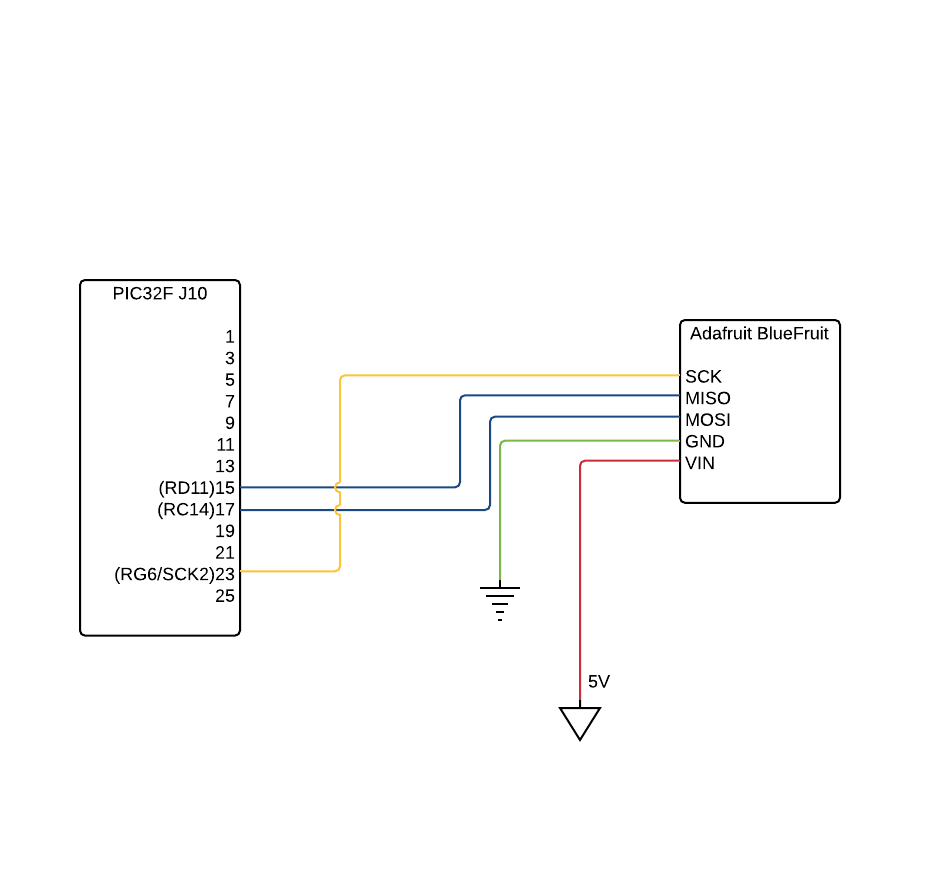 PIC32F J10
1
3
5
7
9
11
13
(RD11)15
(RC14)17
19
21
(RG6/SCK2)23
25
Adafruit BlueFruit
SCK
MISO
MOSI
GND
VIN
5V